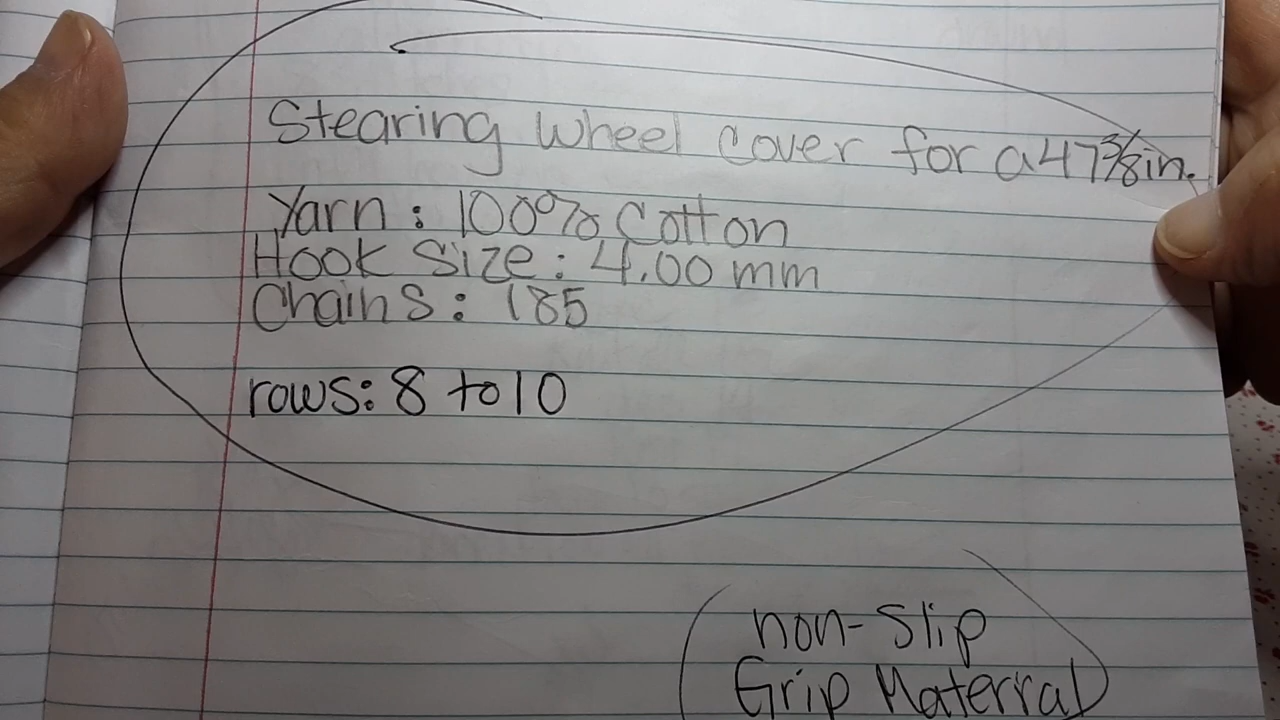 Stearing Wheel Cover for a 47 3/8 in.
Yarn: 100% Cotton
Hook Size: 4.00 mm
Chains: 185
rows: 8 to 10
non-Slip
Grip Materral